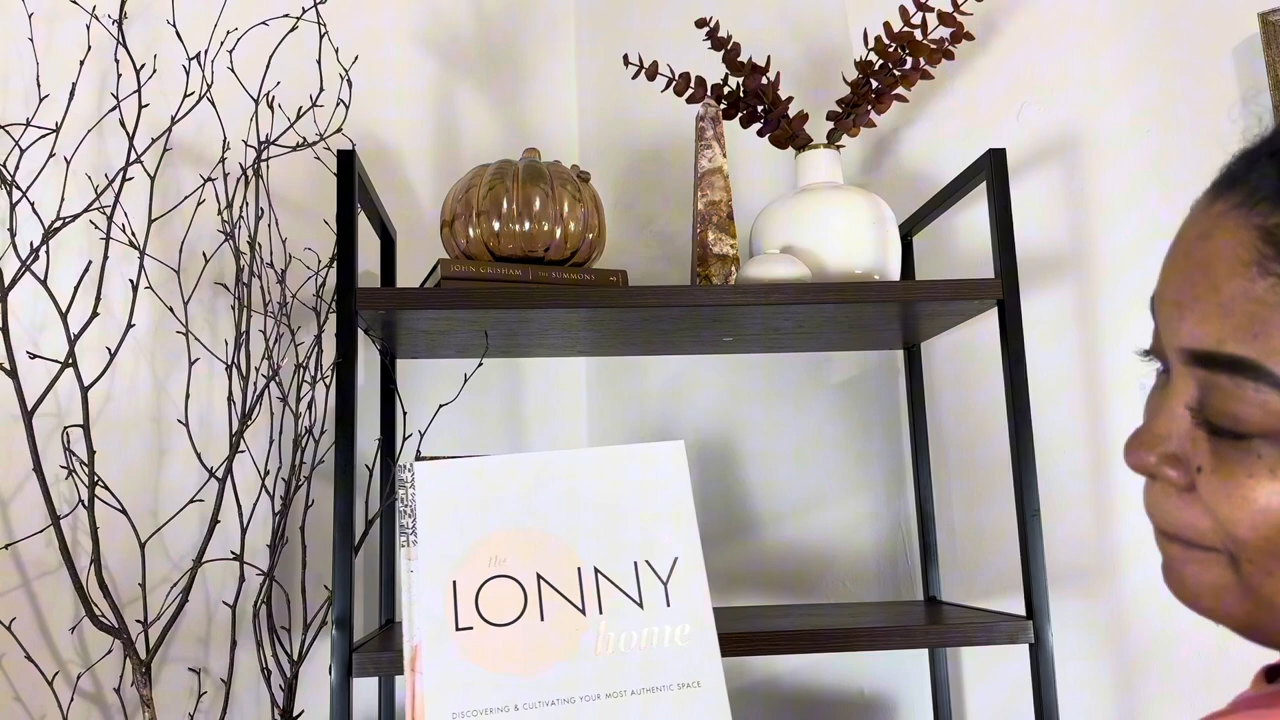 JOHN GRISHAM | THE SUMMONS
the
LONNY
home
DISCOVERING & CULTIVATING YOUR MOST AUTHENTIC SPACE